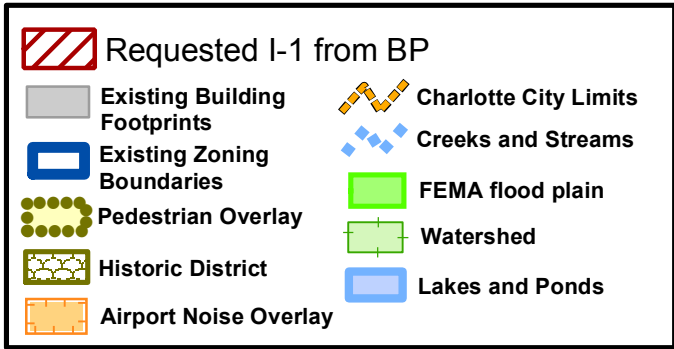 Requested I-1 from BP
Existing Building
Footprints
Existing Zoning
Boundaries
Pedestrian Overlay
Historic District
Airport Noise Overlay
Charlotte City Limits
Creeks and Streams
FEMA flood plain
Watershed
Lakes and Ponds